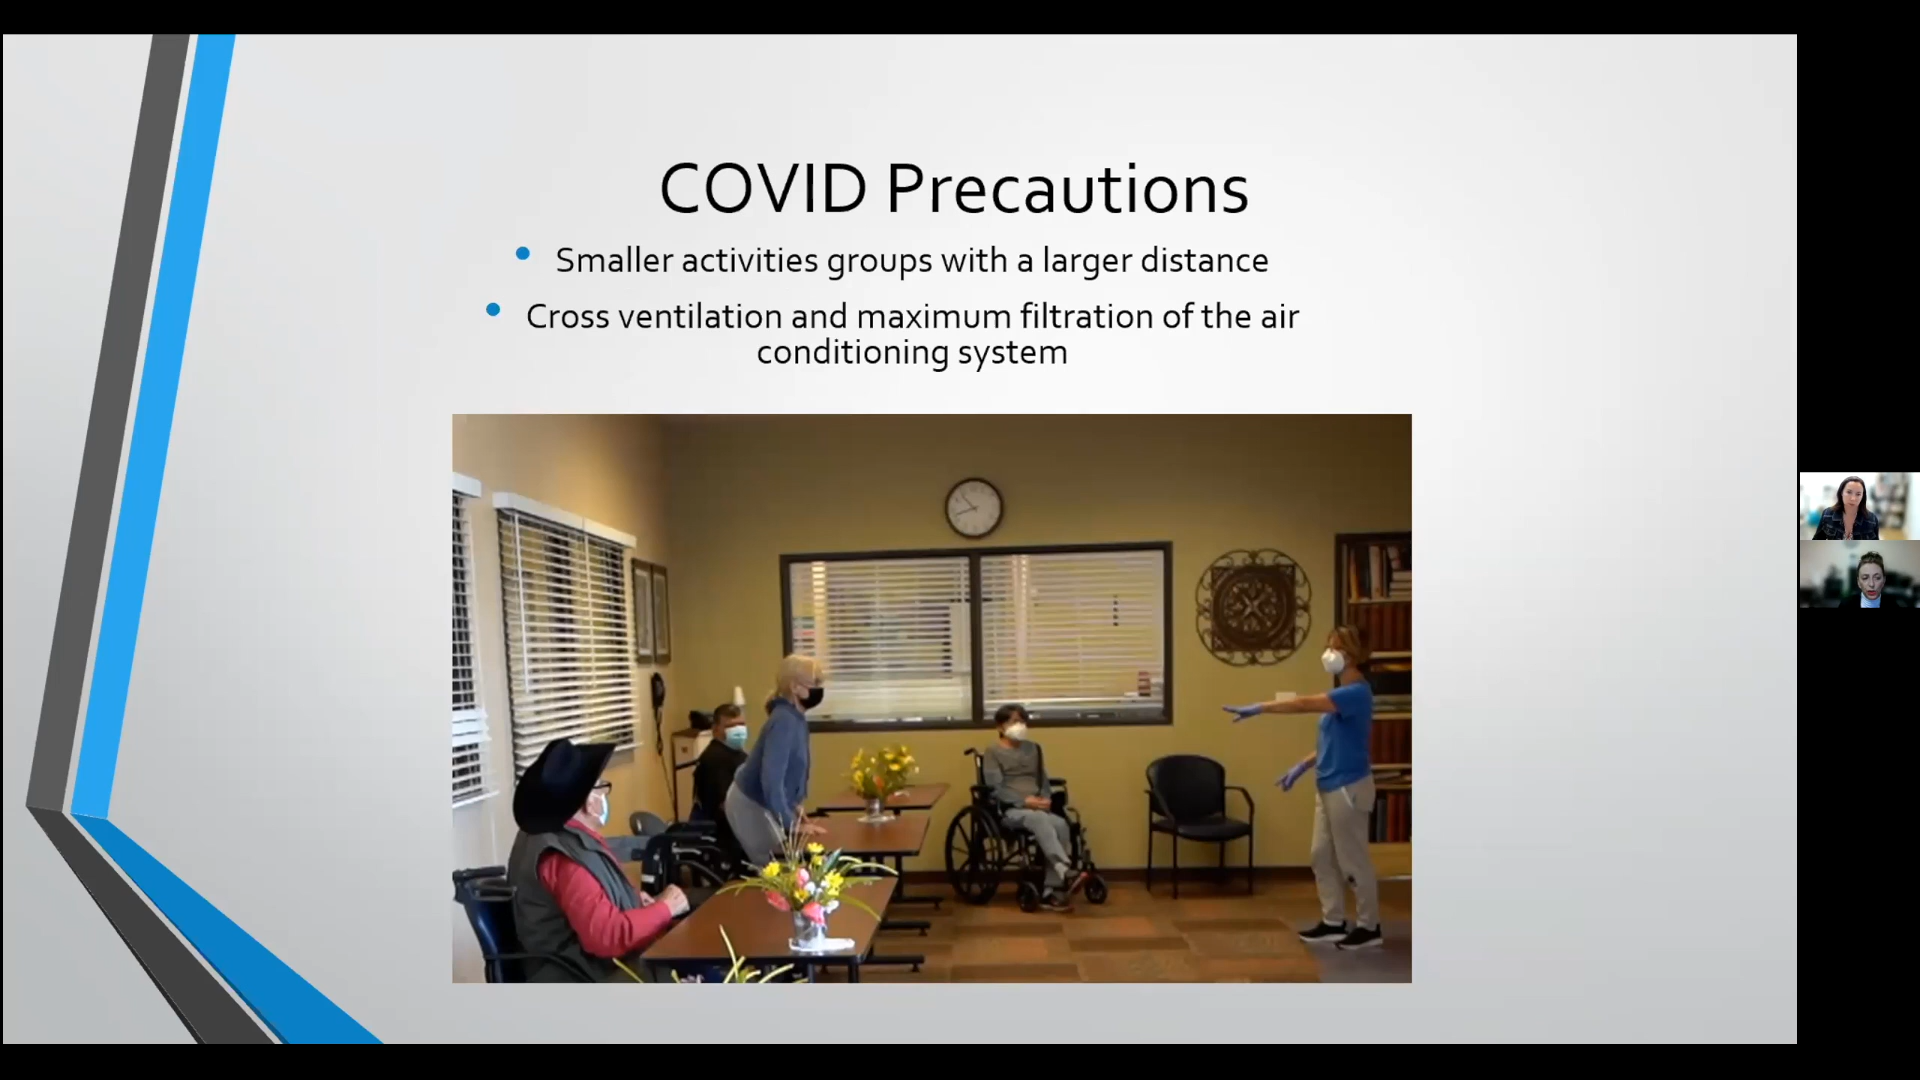 COVID Precautions
Smaller activities groups with a larger distance
Cross ventilation and maximum filtration of the air
conditioning system